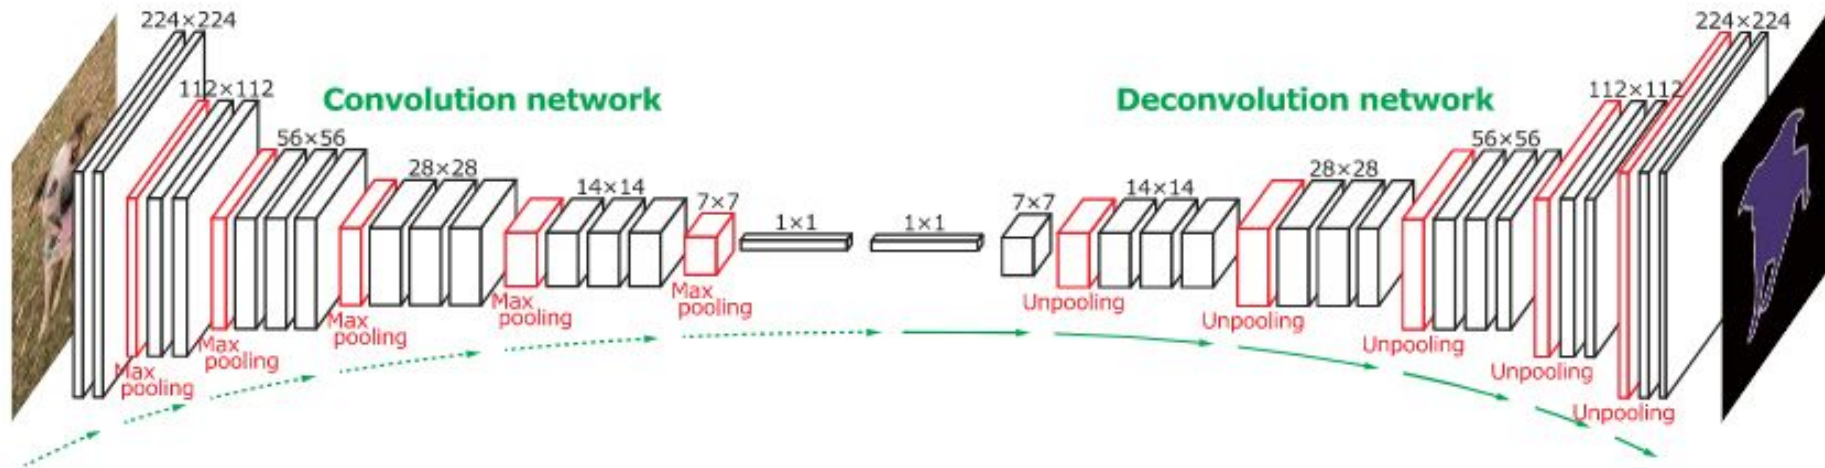 224×224
112×112
Convolution network
56×56
28×28
14×14
7×7
1×1
1×1
Deconvolution network
7×7
14×14
28×28
56×56
112×112
224×224
Max
pooling
Max
pooling
Max
pooling
Max
pooling
Max
pooling
Unpooling
Unpooling
Unpooling
Unpooling
Unpooling